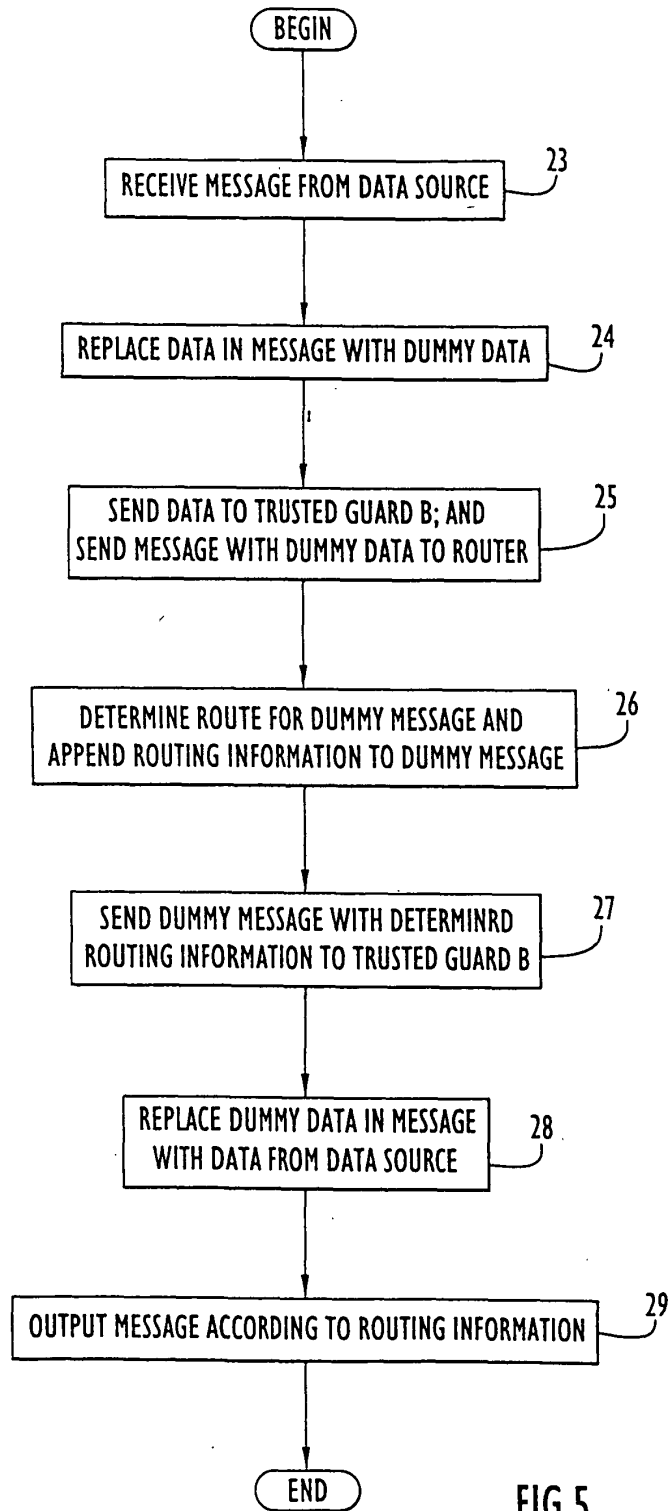 BEGIN
RECEIVE MESSAGE FROM DATA SOURCE
23
REPLACE DATA IN MESSAGE WITH DUMMY DATA
24
SEND DATA TO TRUSTED GUARD B; AND
SEND MESSAGE WITH DUMMY DATA TO ROUTER
25
DETERMINE ROUTE FOR DUMMY MESSAGE AND
APPEND ROUTING INFORMATION TO DUMMY MESSAGE
26
SEND DUMMY MESSAGE WITH DETERMINRD
ROUTING INFORMATION TO TRUSTED GUARD B
27
REPLACE DUMMY DATA IN MESSAGE
WITH DATA FROM DATA SOURCE
28
OUTPUT MESSAGE ACCORDING TO ROUTING INFORMATION
29
END
FIG.5